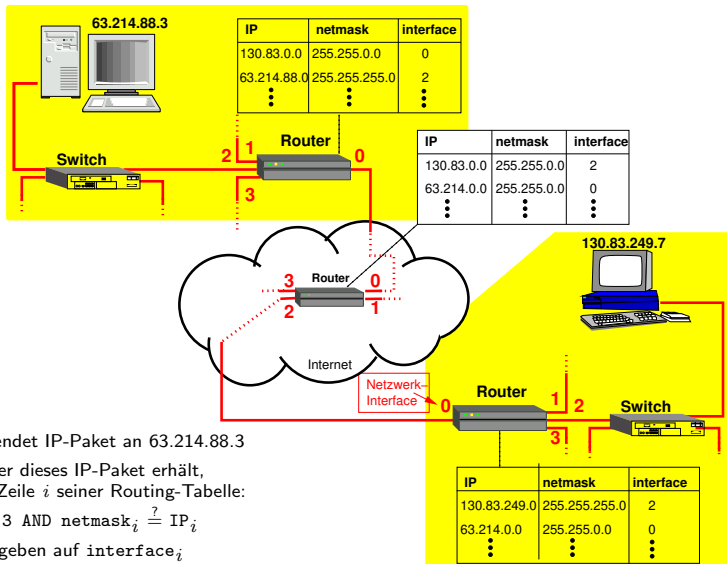 63.214.88.3
IP netmask interface
130.83.0.0 255.255.0.0 0
63.214.88.0 255.255.255.0 2
Router
1
2
0
3
Switch
IP netmask interface
130.83.0.0 255.255.0.0 2
63.214.0.0 255.255.0.0 0
130.83.249.7
Router
3
0
2
1
Internet
Netzwerk–
Interface
0
Router
1
2
3
Switch
endet IP-Paket an 63.214.88.3
er dieses IP-Paket erhält,
Zeile i seiner Routing-Tabelle:
3 AND netmaskᵢ ≟ IPᵢ
geben auf interfaceᵢ
IP netmask interface
130.83.249.0 255.255.255.0 2
63.214.0.0 255.255.0.0 0